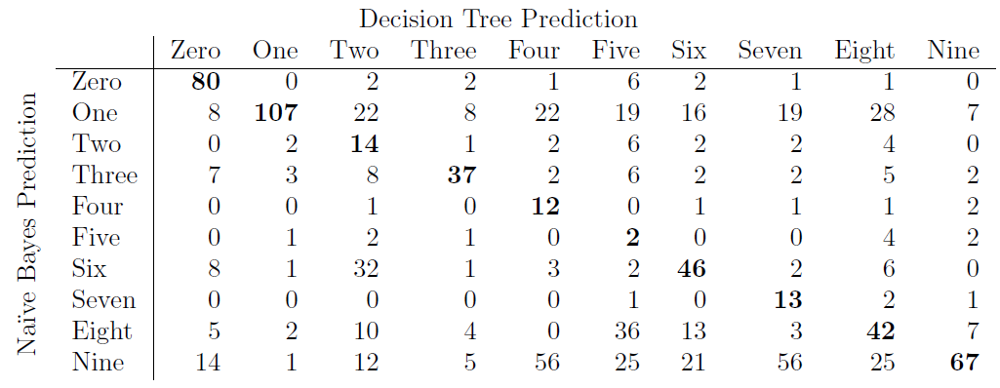 Decision Tree Prediction
Zero One Two Three Four Five Six Seven Eight Nine
Naïve Bayes Prediction
Zero 80 0 2 2 1 6 2 1 1 0
One 8 107 22 8 22 19 16 19 28 7
Two 0 2 14 1 2 6 2 2 4 0
Three 7 3 8 37 2 6 2 2 5 2
Four 0 0 1 0 12 0 1 1 1 2
Five 0 1 2 1 0 2 0 0 4 2
Six 8 1 32 1 3 2 46 2 6 0
Seven 0 0 0 0 0 1 0 13 2 1
Eight 5 2 10 4 0 36 13 3 42 7
Nine 14 1 12 5 56 25 21 56 25 67